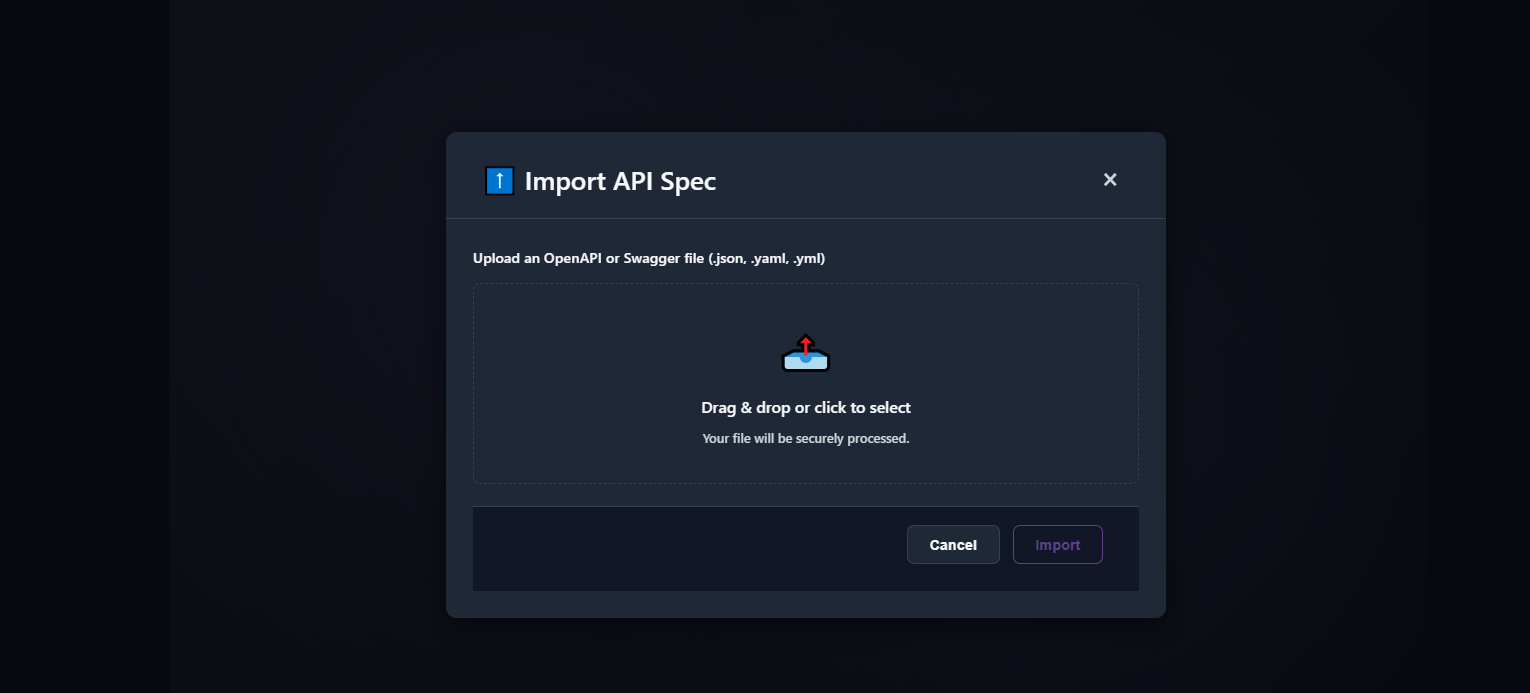 Import API Spec
Upload an OpenAPI or Swagger file (.json, .yaml, .yml)
Drag & drop or click to select
Your file will be securely processed.
Cancel Import